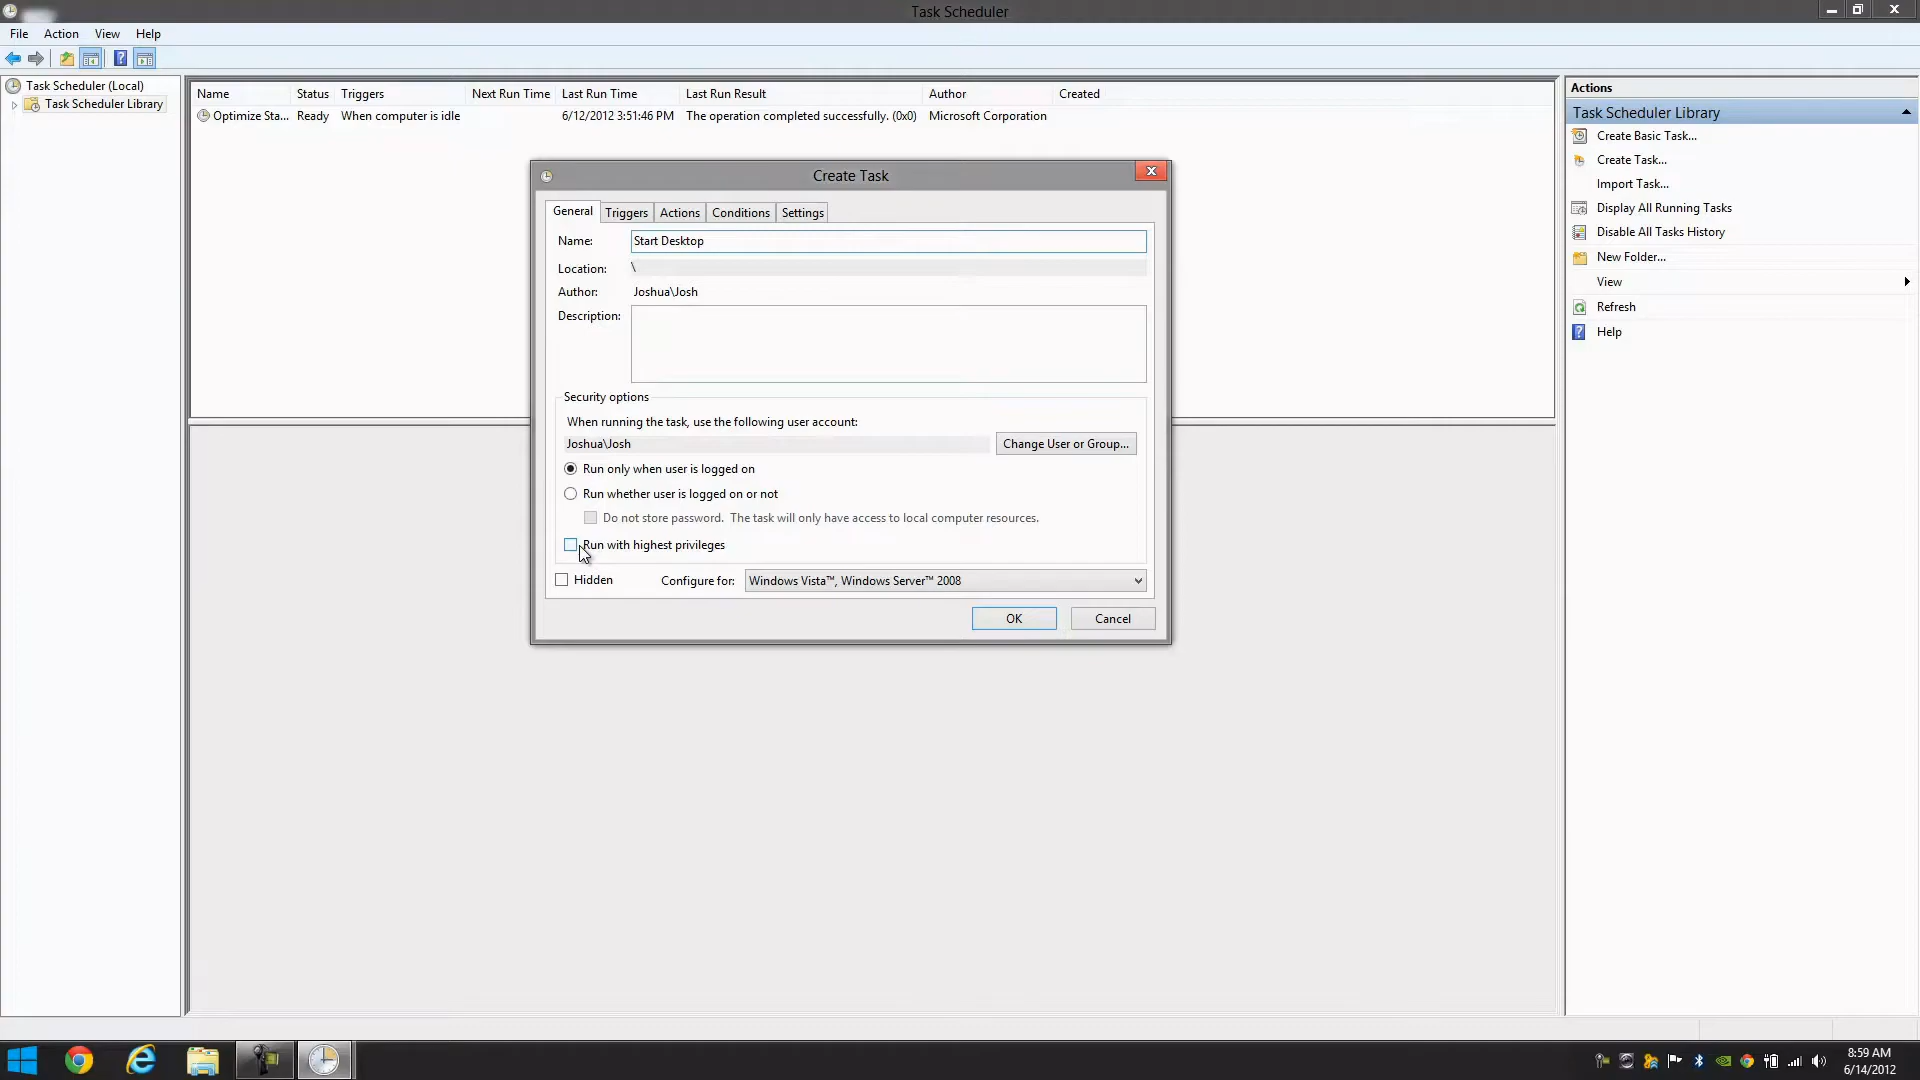 Task Scheduler
File Action View Help
Task Scheduler (Local)
Task Scheduler Library
Name Status Triggers Next Run Time Last Run Time Last Run Result Author Created
Optimize Sta... Ready When computer is idle 6/12/2012 3:51:46 PM The operation completed successfully. (0x0) Microsoft Corporation
Create Task
General Triggers Actions Conditions Settings
Name: Start Desktop
Location: \
Author: Joshua\Josh
Description:
Security options
When running the task, use the following user account:
Joshua\Josh Change User or Group...
Run only when user is logged on
Run whether user is logged on or not
Do not store password. The task will only have access to local computer resources.
Run with highest privileges
Hidden Configure for: Windows Vista™, Windows Server™ 2008
OK Cancel
Actions
Task Scheduler Library
Create Basic Task...
Create Task...
Import Task...
Display All Running Tasks
Disable All Tasks History
New Folder...
View
Refresh
Help
8:59 AM
6/14/2012